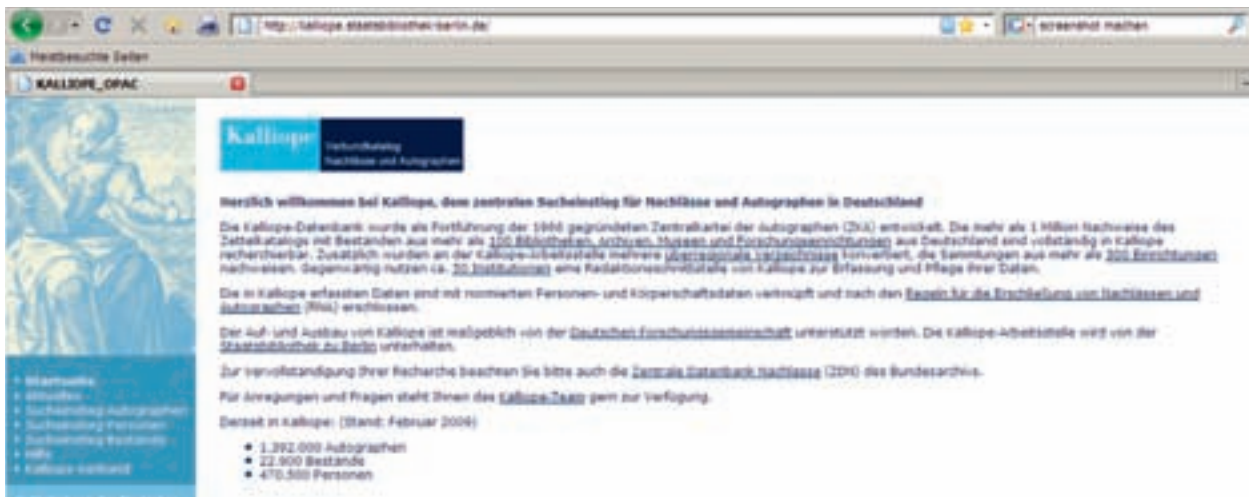 http://kalliope.staatsbibliothek-berlin.de/
screenshot machen
Meistbesuchte Seiten
KALLIOPE_OPAC
Kalliope
Verbundkatalog
Nachlässe und Autographen
Herzlich willkommen bei Kalliope, dem zentralen Sucheinstieg für Nachlässe und Autographen in Deutschland
Die Kalliope-Datenbank wurde als Fortführung der 1966 gegründeten Zentralkartei der Autographen (ZKA) entwickelt. Die mehr als 1 Million Nachweise des
Zettelkatalogs mit Beständen aus mehr als 100 Bibliotheken, Archiven, Museen und Forschungseinrichtungen aus Deutschland sind vollständig in Kalliope
recherchierbar. Zusätzlich wurden an der Kalliope-Arbeitsstelle mehrere überregionale Verzeichnisse konvertiert, die Sammlungen aus mehr als 300 Einrichtungen
nachweisen. Gegenwärtig nutzen ca. 50 Institutionen eine Redaktionsschnittstelle von Kalliope zur Erfassung und Pflege ihrer Daten.
Die in Kalliope erfassten Daten sind mit normierten Personen- und Körperschaftsdaten verknüpft und nach den Regeln für die Erschließung von Nachlässen und
Autographen (RNA) erschlossen.
Der Auf- und Ausbau von Kalliope ist maßgeblich von der Deutschen Forschungsgemeinschaft unterstützt worden. Die Kalliope-Arbeitsstelle wird von der
Staatsbibliothek zu Berlin unterhalten.
Zur Vervollständigung Ihrer Recherche beachten Sie bitte auch die Zentrale Datenbank Nachlässe (ZDN) des Bundesarchivs.
Für Anregungen und Fragen steht Ihnen das Kalliope-Team gern zur Verfügung.
Derzeit in Kalliope: (Stand: Februar 2009)
1.392.000 Autographen
22.900 Bestände
470.500 Personen
Startseite
Aktuelles
Sucheinstieg Autographen
Sucheinstieg Personen
Sucheinstieg Bestände
Hilfe
Kalliope-Verbund